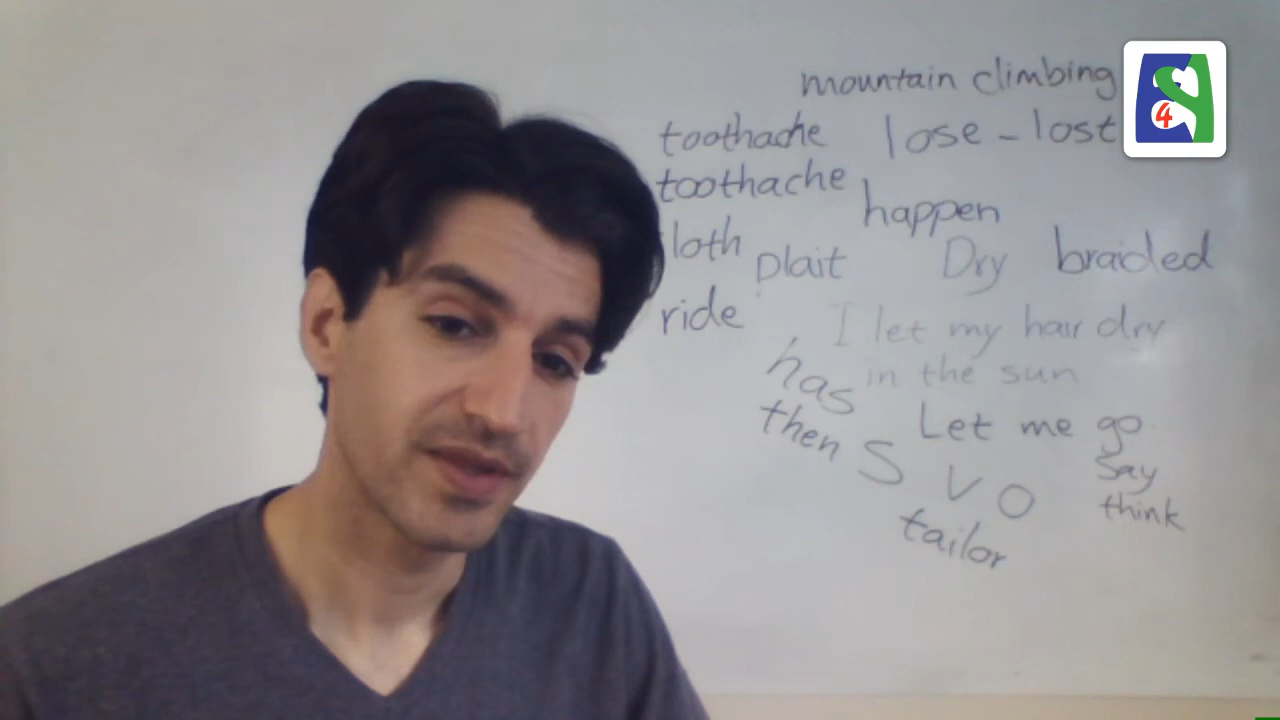 mountain climbing
4
toothache lose - lost
toothache
happen
loth plait Dry braided
ride
I let my hair dry
in the sun
has
then
Let me go
say
think
S V O
tailor